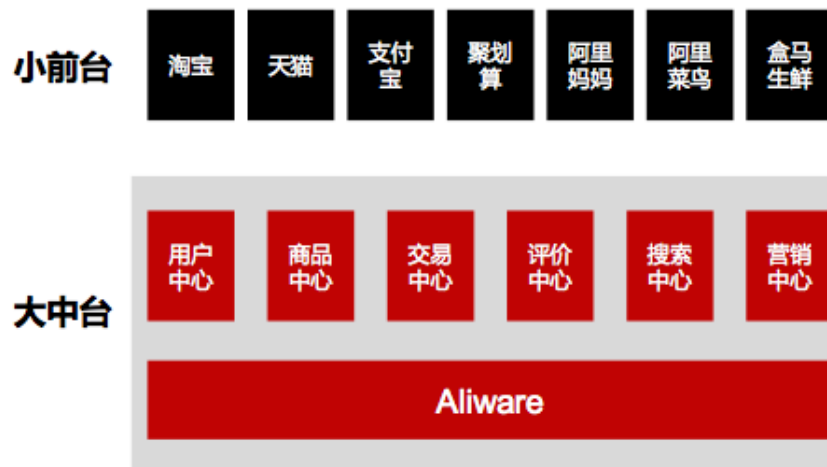 小前台
淘宝
天猫
支付
宝
聚划
算
阿里
妈妈
阿里
菜鸟
盒马
生鲜
大中台
用户
中心
商品
中心
交易
中心
评价
中心
搜索
中心
营销
中心
Aliware